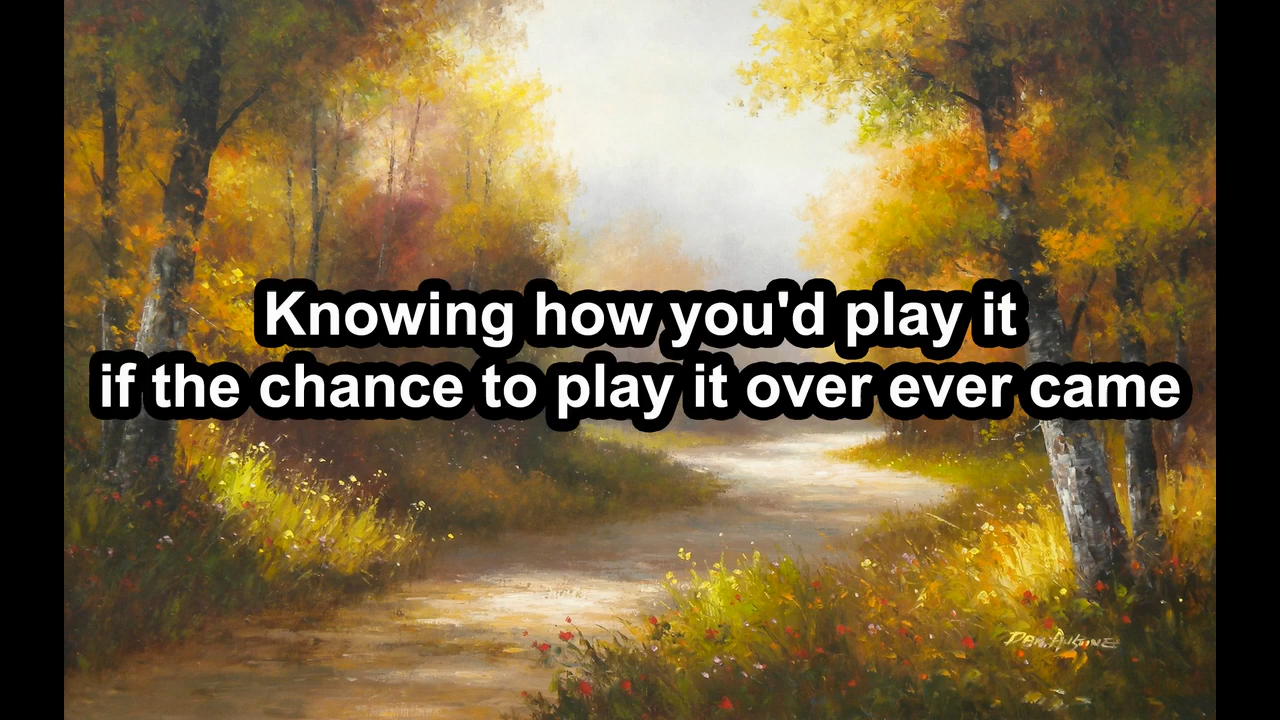 Knowing how you'd play it
if the chance to play it over ever came